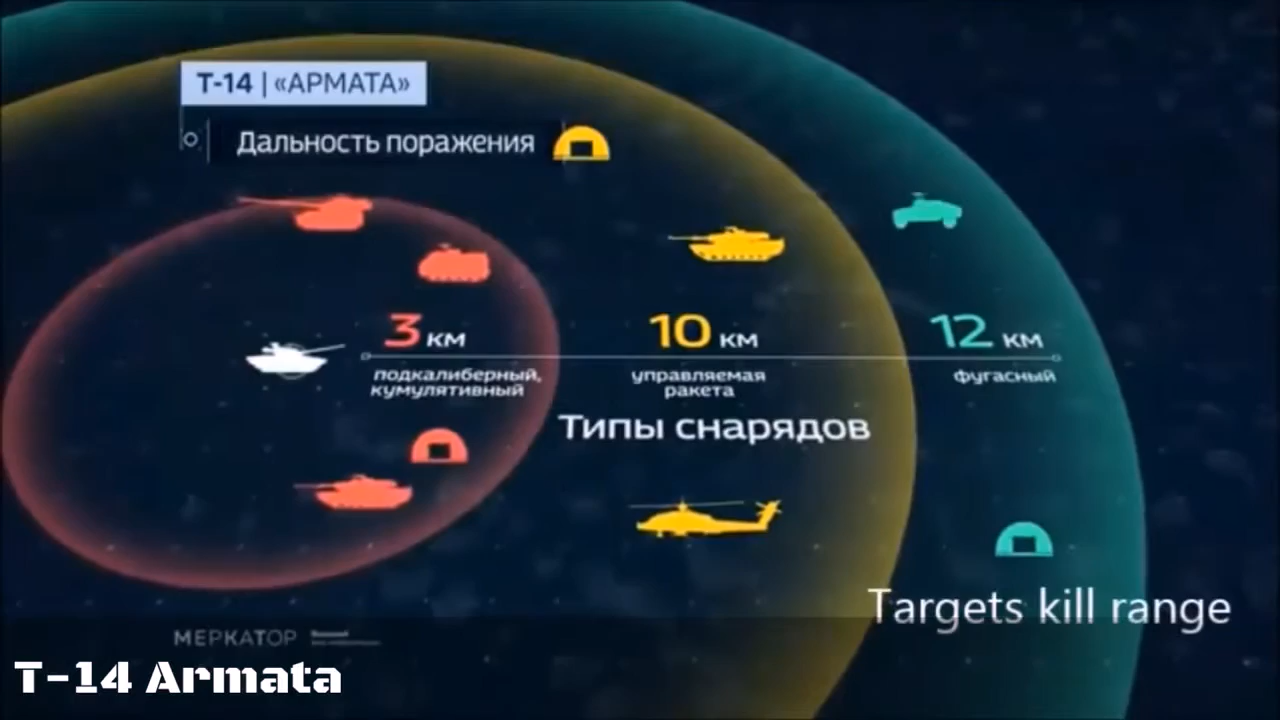 Т-14 | «АРМАТА»
Дальность поражения
3 км
10 км
12 км
подкалиберный,
кумулятивный
управляемая
ракета
фугасный
Типы снарядов
Targets kill range
МЕРКАТОР
T-14 Armata